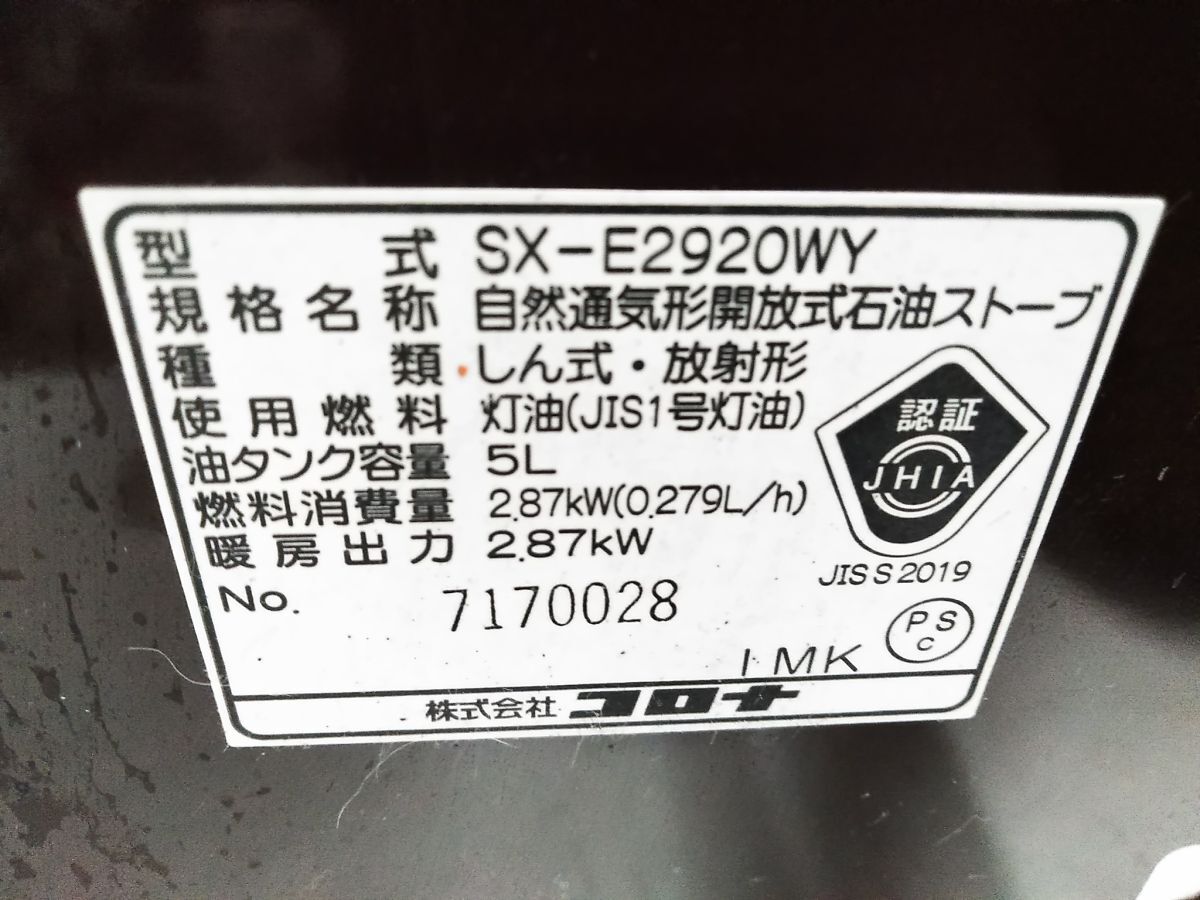 型式 SX-E2920WY
規格名称 自然通気形開放式石油ストーブ
種類 しん式・放射形
使用燃料 灯油(JIS1号灯油)
油タンク容量 5L
燃料消費量 2.87kW(0.279L/h)
暖房出力 2.87kW
認証
JHIA
JIS S 2019
No. 7170028
PSC
1 MK
株式会社 コロナ